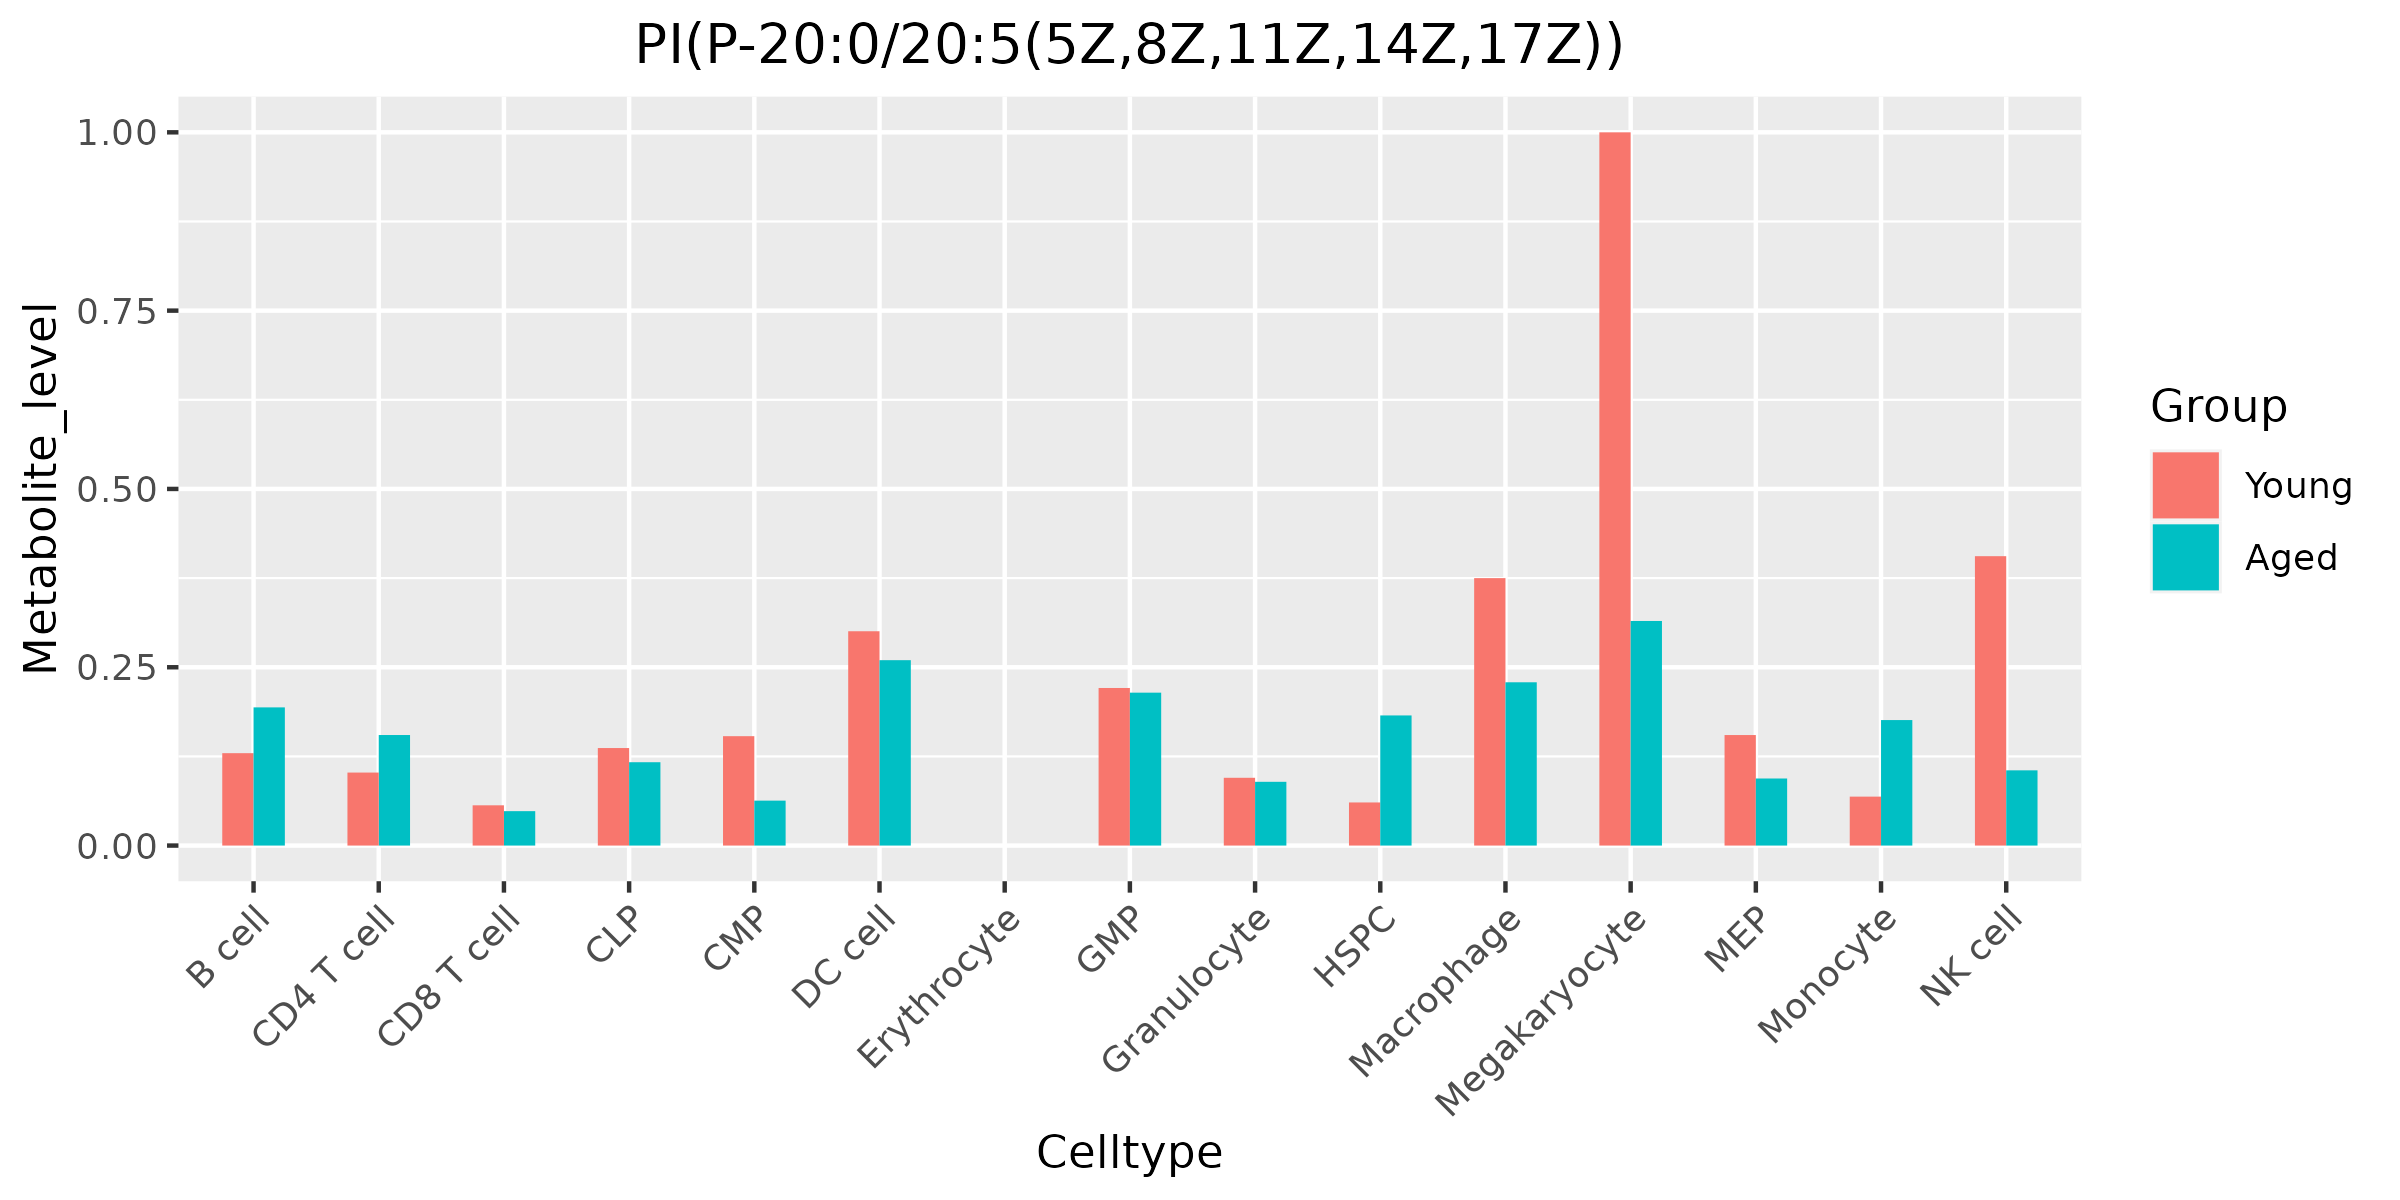 PI(P-20:0/20:5(5Z,8Z,11Z,14Z,17Z))
Metabolite_level
1.00
0.75
0.50
0.25
0.00
B cell
CD4 T cell
CD8 T cell
CLP
CMP
DC cell
Erythrocyte
GMP
Granulocyte
HSPC
Macrophage
Megakaryocyte
MEP
Monocyte
NK cell
Celltype
Group
Young
Aged